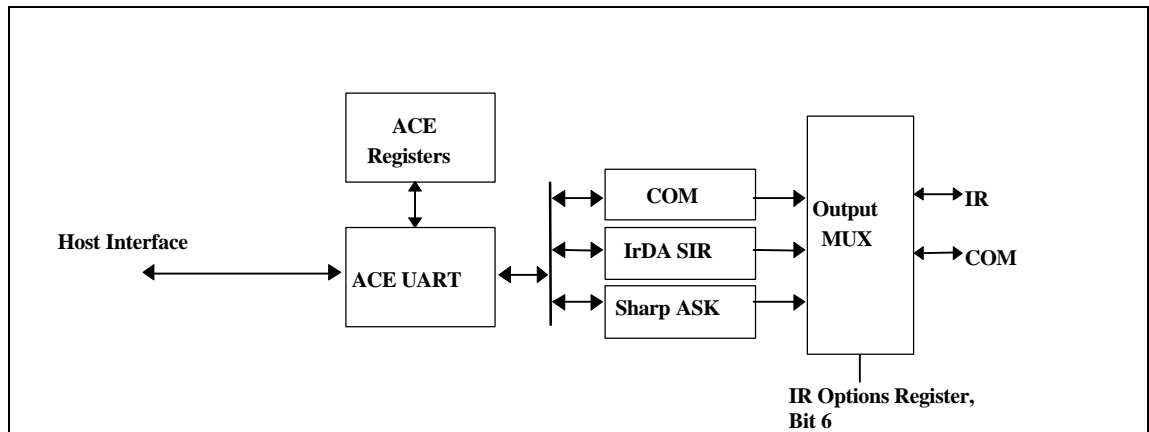 ACE
Registers
Host Interface
ACE UART
COM
IrDA SIR
Sharp ASK
Output
MUX
IR
COM
IR Options Register,
Bit 6